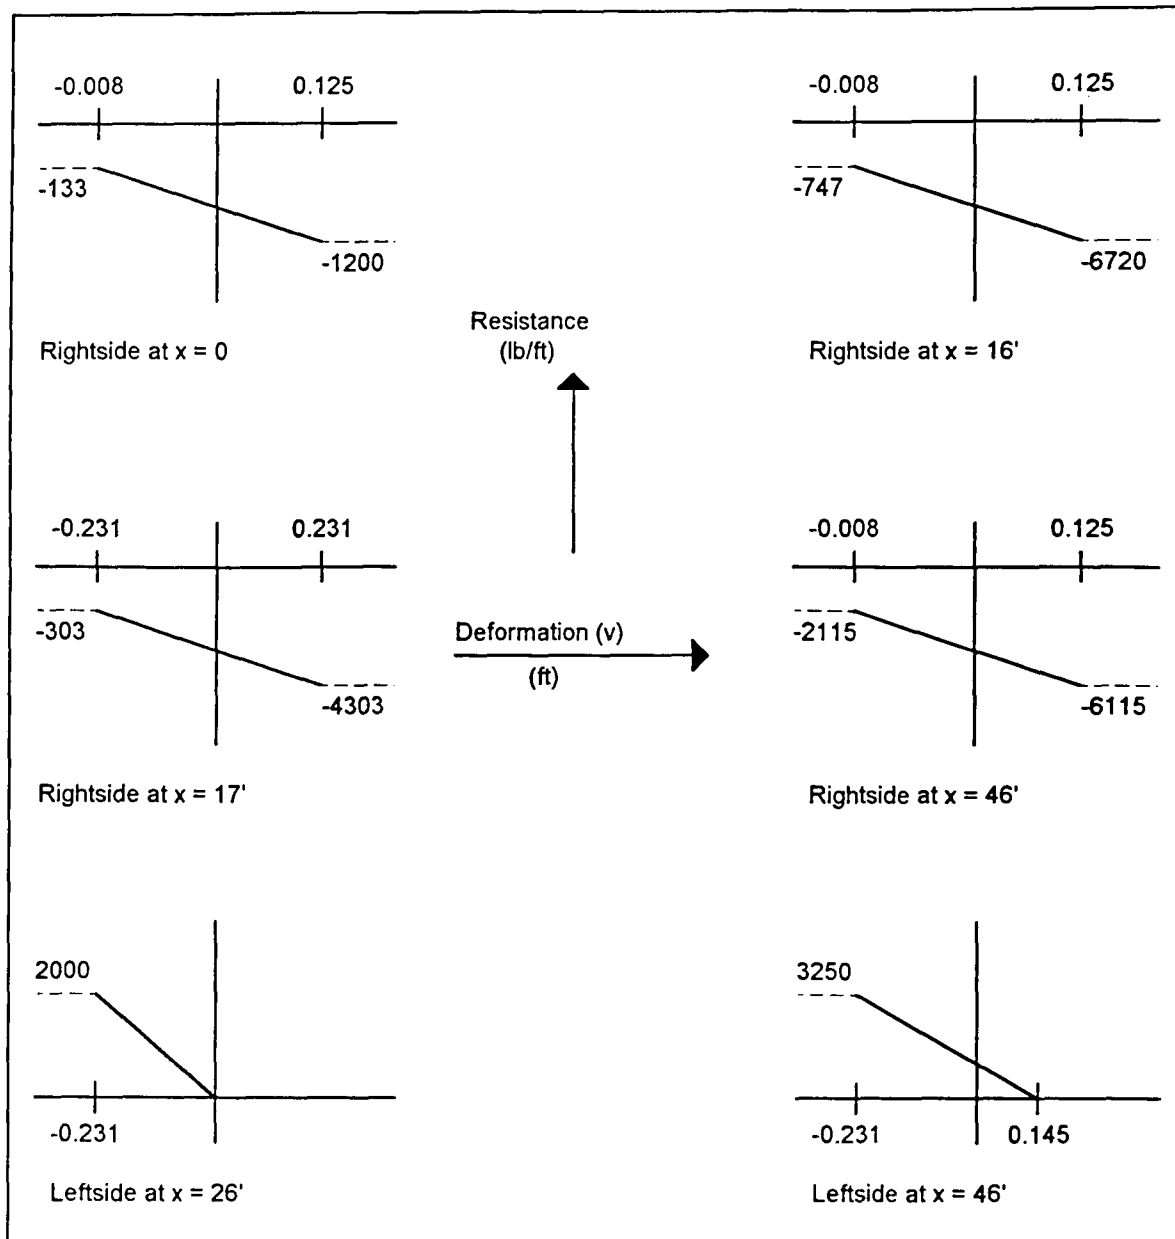 -0.008 0.125
-133
-1200
Rightside at x = 0
-0.008 0.125
-747
-6720
Rightside at x = 16'
Resistance
(lb/ft)
Deformation (v)
(ft)
-0.231 0.231
-303
-4303
Rightside at x = 17'
-0.008 0.125
-2115
-6115
Rightside at x = 46'
2000
-0.231
Leftside at x = 26'
3250
-0.231 0.145
Leftside at x = 46'